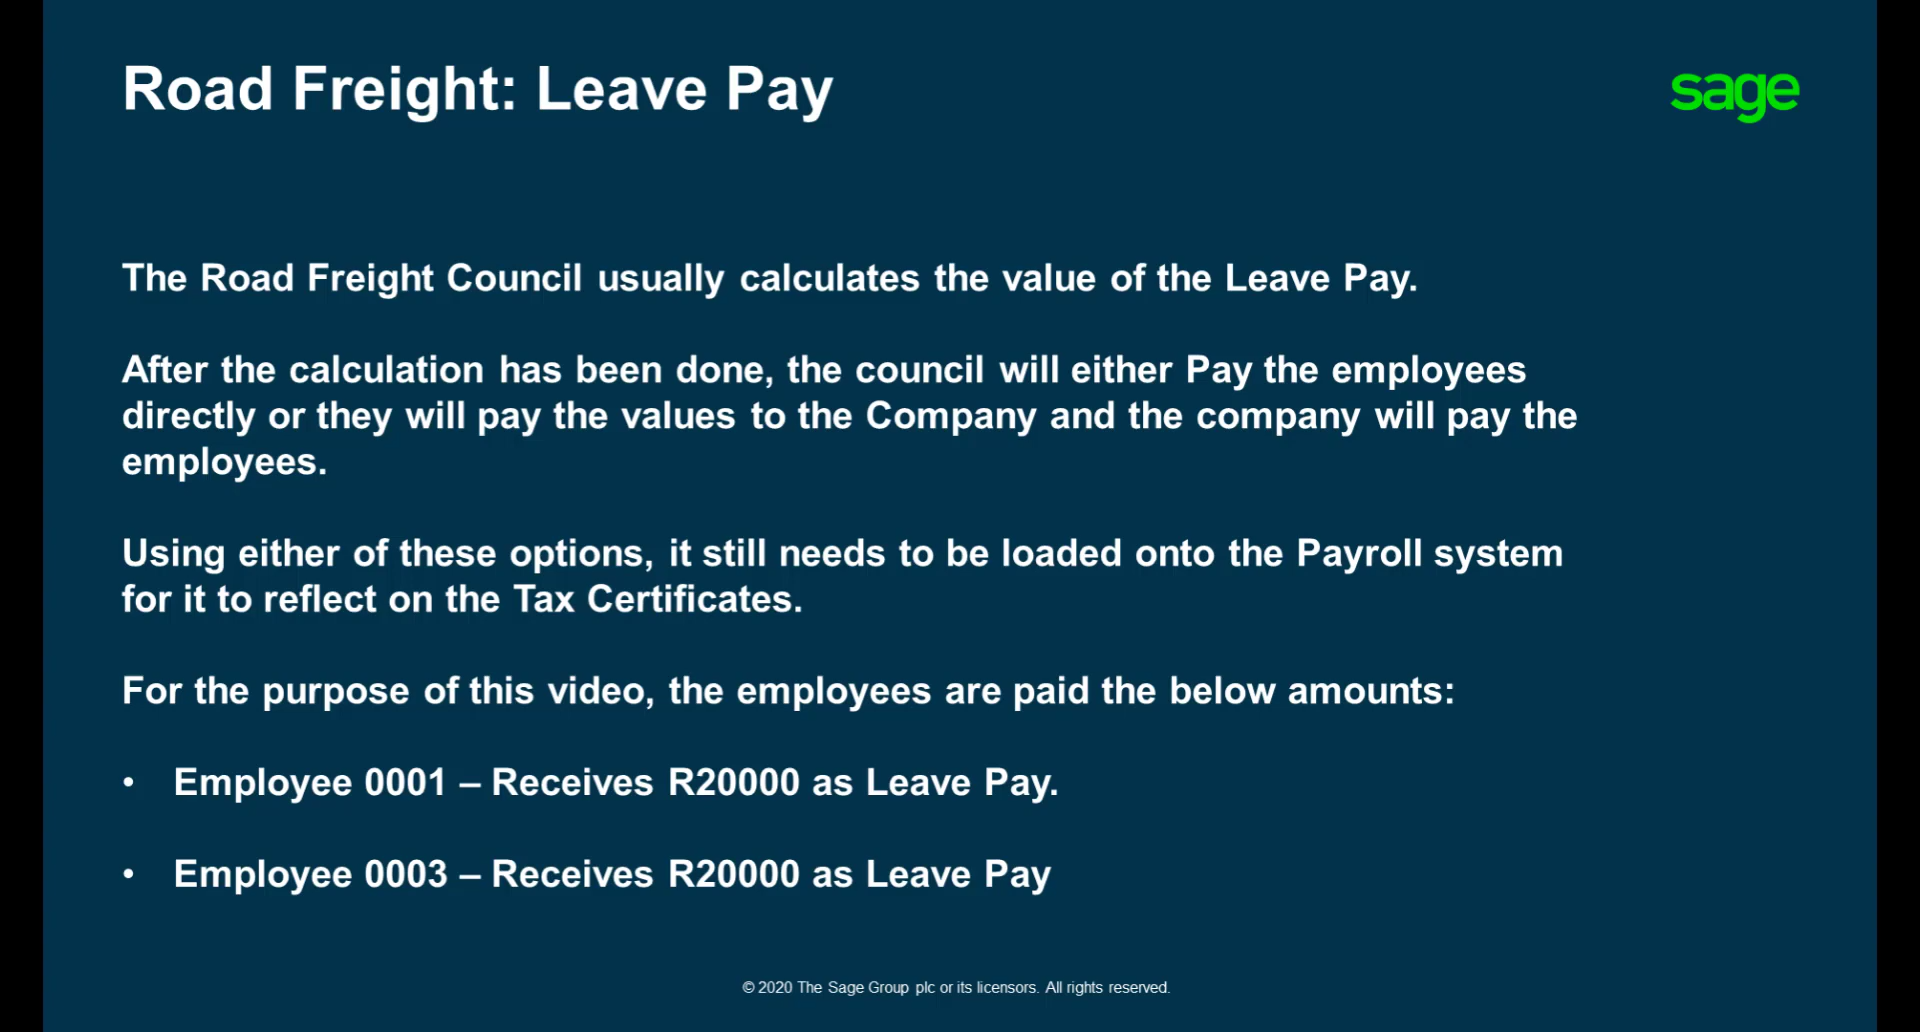 Road Freight: Leave Pay
sage
The Road Freight Council usually calculates the value of the Leave Pay.
After the calculation has been done, the council will either Pay the employees
directly or they will pay the values to the Company and the company will pay the
employees.
Using either of these options, it still needs to be loaded onto the Payroll system
for it to reflect on the Tax Certificates.
For the purpose of this video, the employees are paid the below amounts:
• Employee 0001 – Receives R20000 as Leave Pay.
• Employee 0003 – Receives R20000 as Leave Pay
© 2020 The Sage Group plc or its licensors. All rights reserved.